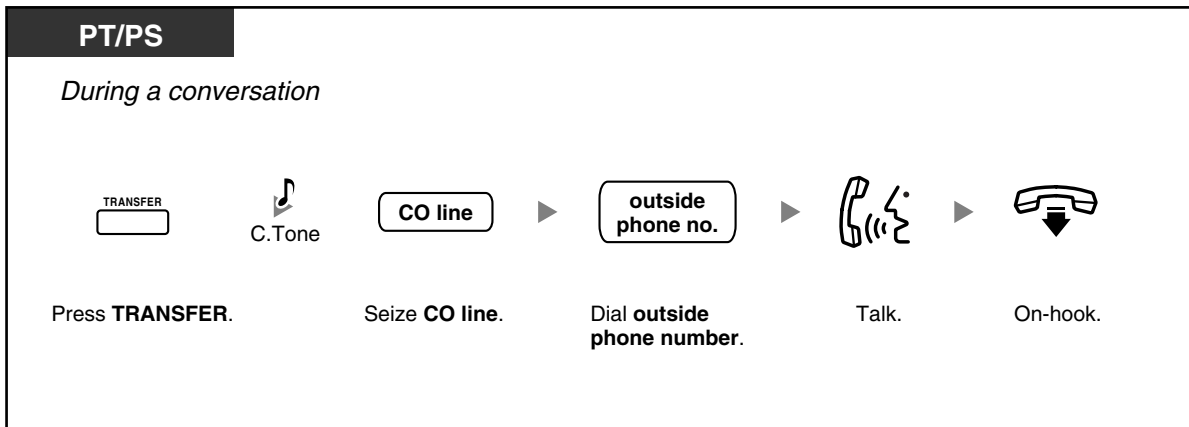 PT/PS
During a conversation
TRANSFER
C.Tone
CO line
outside
phone no.
Press TRANSFER.
Seize CO line.
Dial outside
phone number.
Talk.
On-hook.